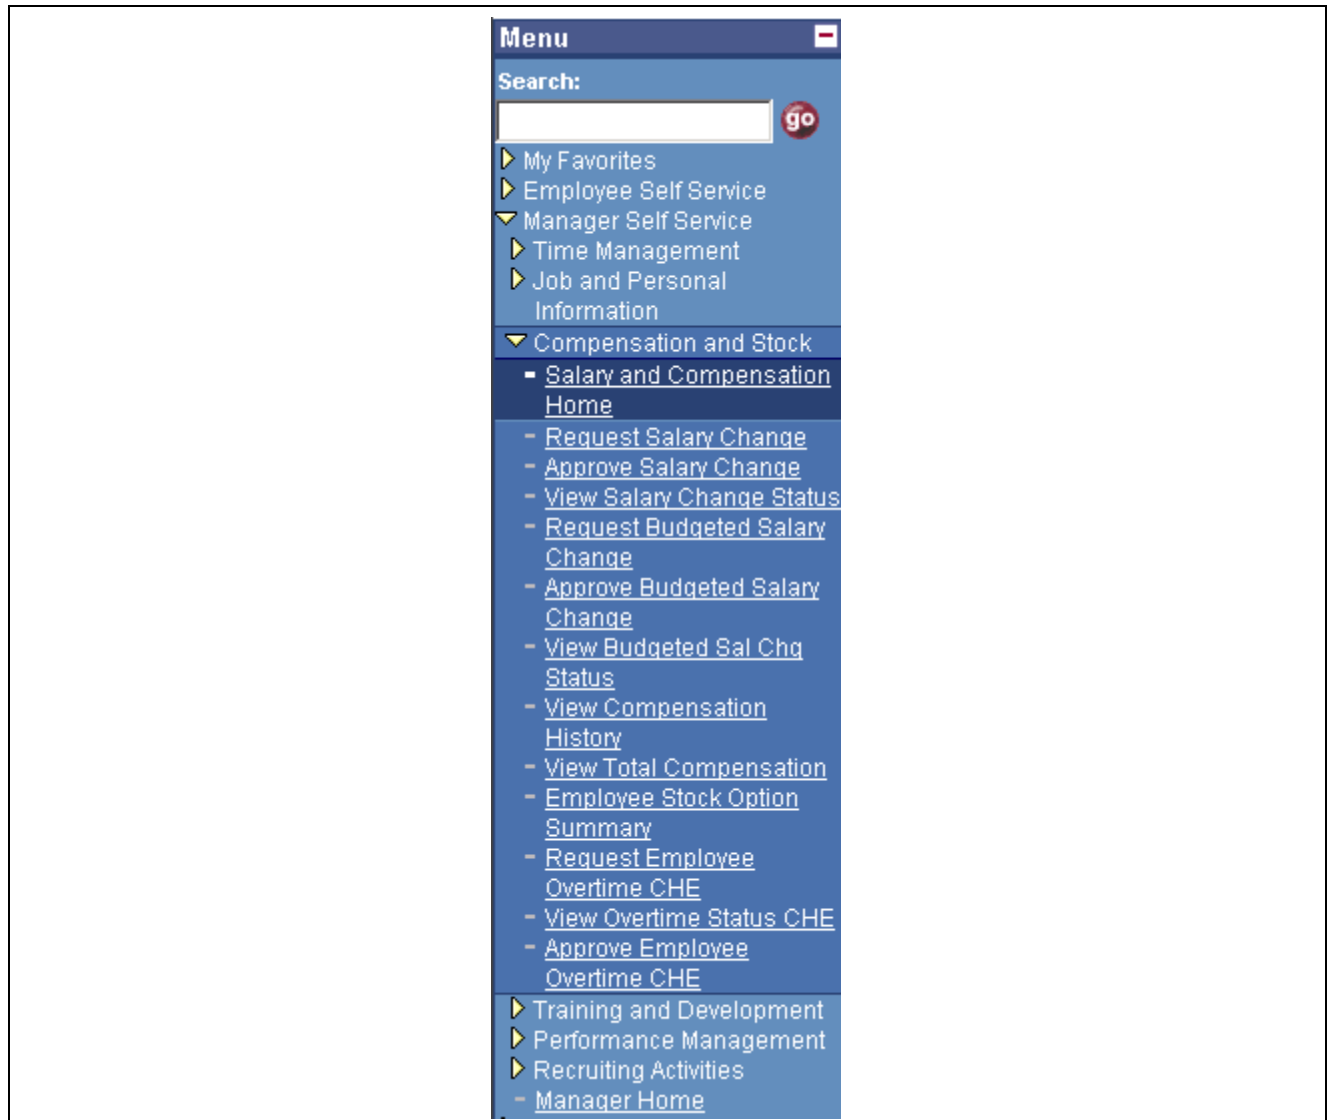 Menu
Search:
go
My Favorites
Employee Self Service
Manager Self Service
Time Management
Job and Personal
Information
Compensation and Stock
Salary and Compensation
Home
Request Salary Change
Approve Salary Change
View Salary Change Status
Request Budgeted Salary
Change
Approve Budgeted Salary
Change
View Budgeted Sal Chg
Status
View Compensation
History
View Total Compensation
Employee Stock Option
Summary
Request Employee
Overtime CHE
View Overtime Status CHE
Approve Employee
Overtime CHE
Training and Development
Performance Management
Recruiting Activities
Manager Home